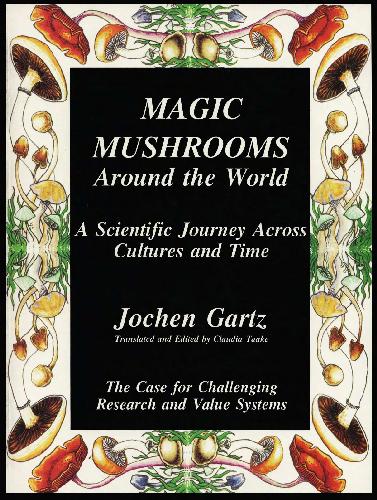 MAGIC
MUSHROOMS
Around the World
A Scientific Journey Across
Cultures and Time
Jochen Gartz
Translated and Edited by Claudia Taake
The Case for Challenging
Research and Value Systems